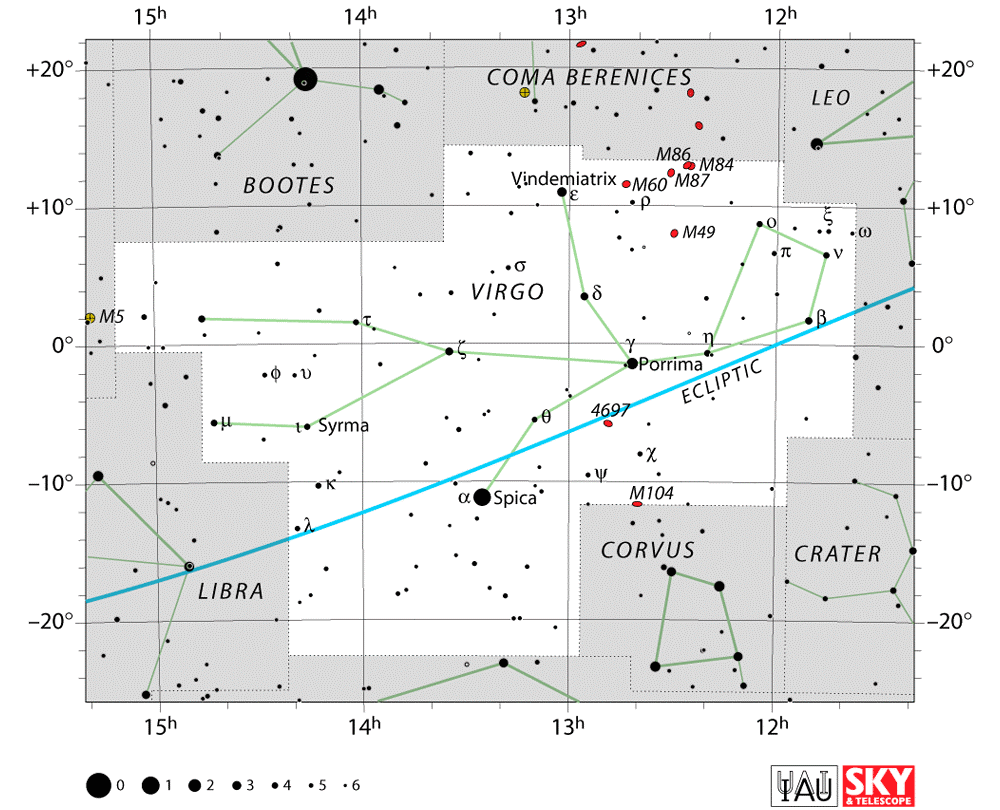 15h 14h 13h 12h
+20° COMA BERENICES LEO +20°
BOOTES
M86 M84
M87
Vindemiatrix ε M60 ρ
+10° +10°
M49 ο ξ ω
π ν
σ
VIRGO δ
M5 τ β
γ η
0° ζ Porrima 0°
ECLIPTIC
φ υ
4697
μ ι Syrma θ
χ
−10° κ α Spica ψ −10°
M104
λ
CORVUS CRATER
LIBRA
−20° −20°
15h 14h 13h 12h
0 1 2 3 4 5 6
IAU SKY
& TELESCOPE